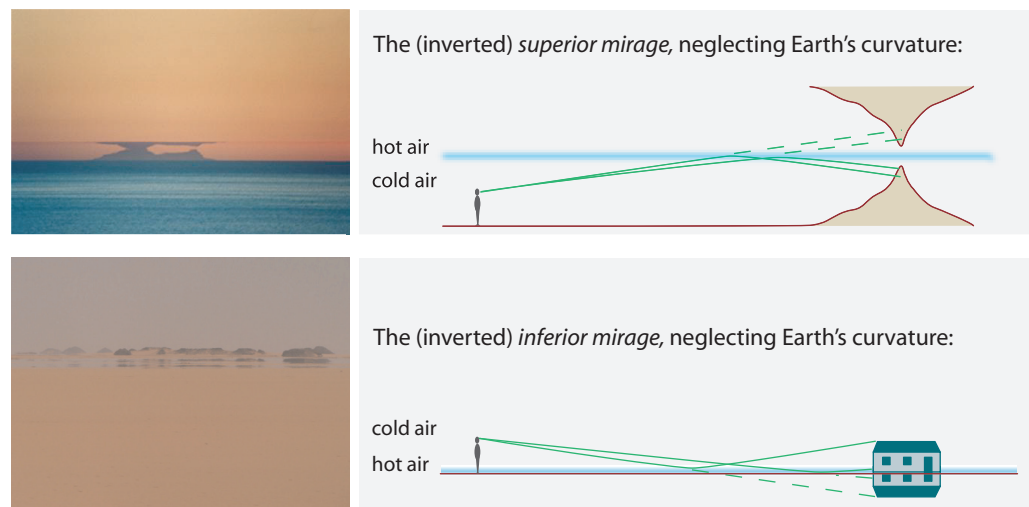 The (inverted) superior mirage, neglecting Earth’s curvature:
hot air
cold air
The (inverted) inferior mirage, neglecting Earth’s curvature:
cold air
hot air